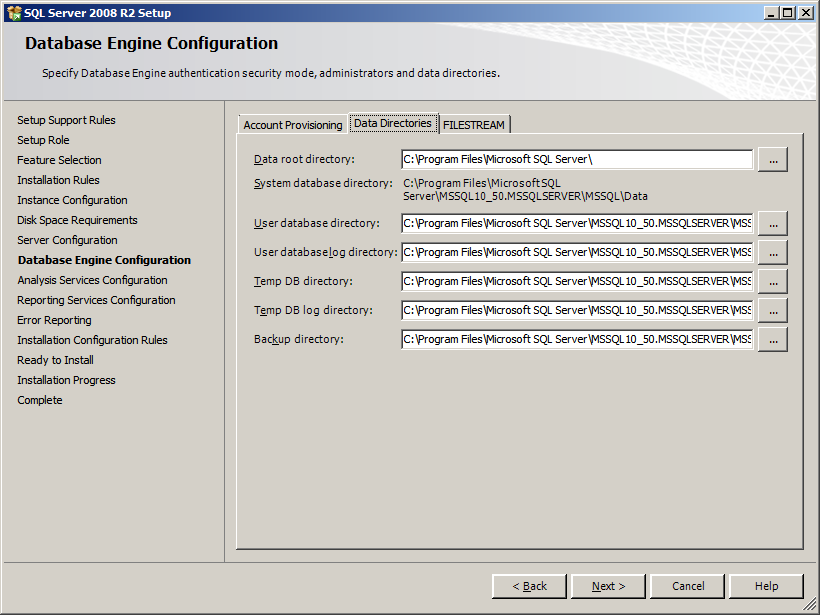 SQL Server 2008 R2 Setup
Database Engine Configuration
Specify Database Engine authentication security mode, administrators and data directories.
Setup Support Rules
Setup Role
Feature Selection
Installation Rules
Instance Configuration
Disk Space Requirements
Server Configuration
Database Engine Configuration
Analysis Services Configuration
Reporting Services Configuration
Error Reporting
Installation Configuration Rules
Ready to Install
Installation Progress
Complete
Account Provisioning Data Directories FILESTREAM
Data root directory: C:\Program Files\Microsoft SQL Server\ ...
System database directory: C:\Program Files\Microsoft SQL
Server\MSSQL10_50.MSSQLSERVER\MSSQL\Data
User database directory: C:\Program Files\Microsoft SQL Server\MSSQL10_50.MSSQLSERVER\MSS ...
User database log directory: C:\Program Files\Microsoft SQL Server\MSSQL10_50.MSSQLSERVER\MSS ...
Temp DB directory: C:\Program Files\Microsoft SQL Server\MSSQL10_50.MSSQLSERVER\MSS ...
Temp DB log directory: C:\Program Files\Microsoft SQL Server\MSSQL10_50.MSSQLSERVER\MSS ...
Backup directory: C:\Program Files\Microsoft SQL Server\MSSQL10_50.MSSQLSERVER\MSS ...
< Back Next > Cancel Help